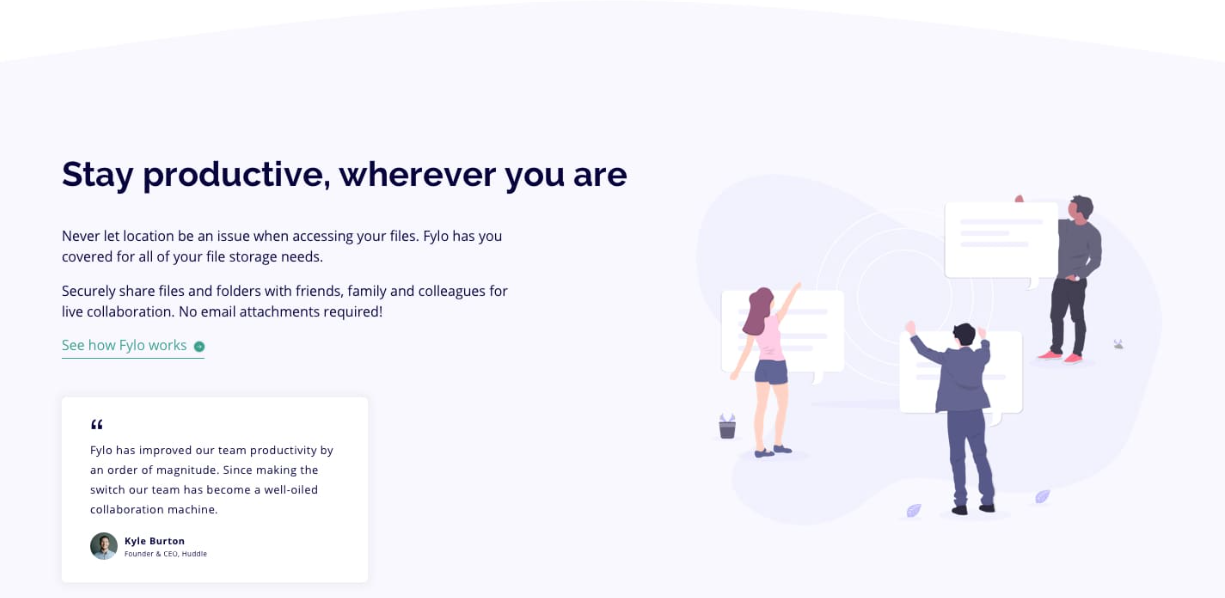 Stay productive, wherever you are
Never let location be an issue when accessing your files. Fylo has you
covered for all of your file storage needs.
Securely share files and folders with friends, family and colleagues for
live collaboration. No email attachments required!
See how Fylo works
“
Fylo has improved our team productivity by
an order of magnitude. Since making the
switch our team has become a well-oiled
collaboration machine.
Kyle Burton
Founder & CEO, Huddle